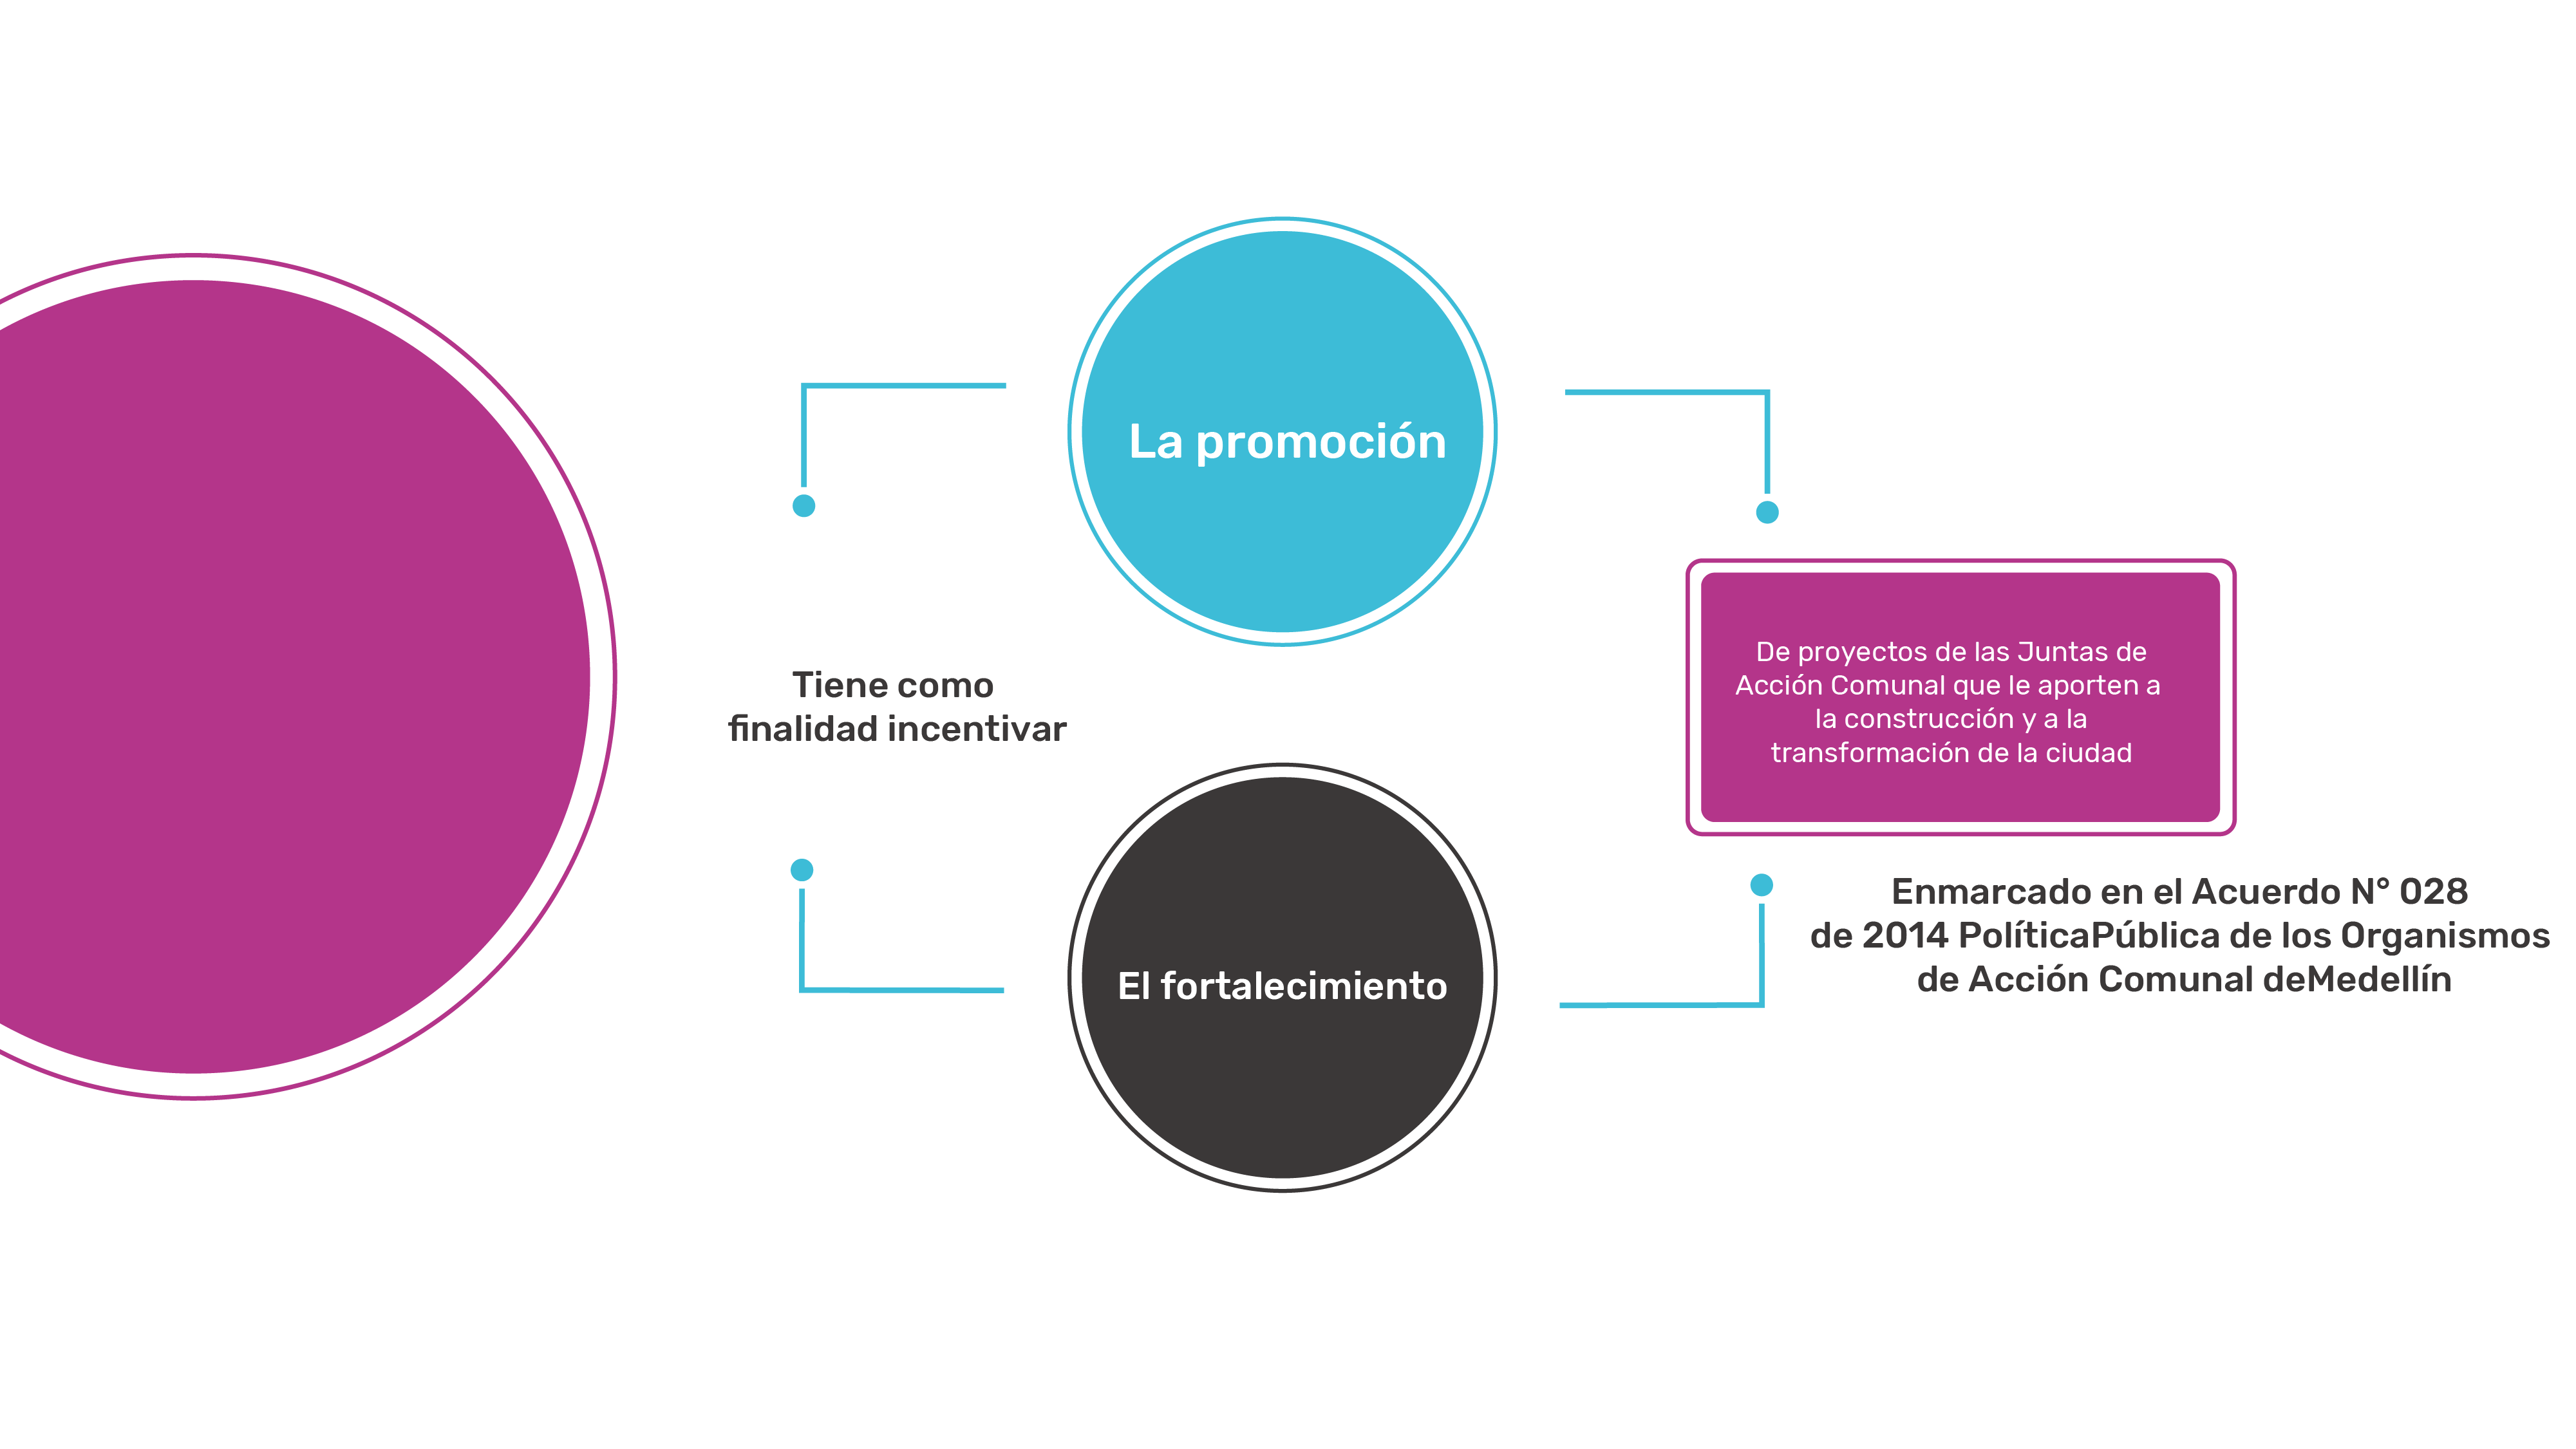 Tiene como
finalidad incentivar
La promoción
El fortalecimiento
De proyectos de las Juntas de
Acción Comunal que le aporten a
la construcción y a la
transformación de la ciudad
Enmarcado en el Acuerdo N° 028
de 2014 PolíticaPública de los Organismos
de Acción Comunal deMedellín